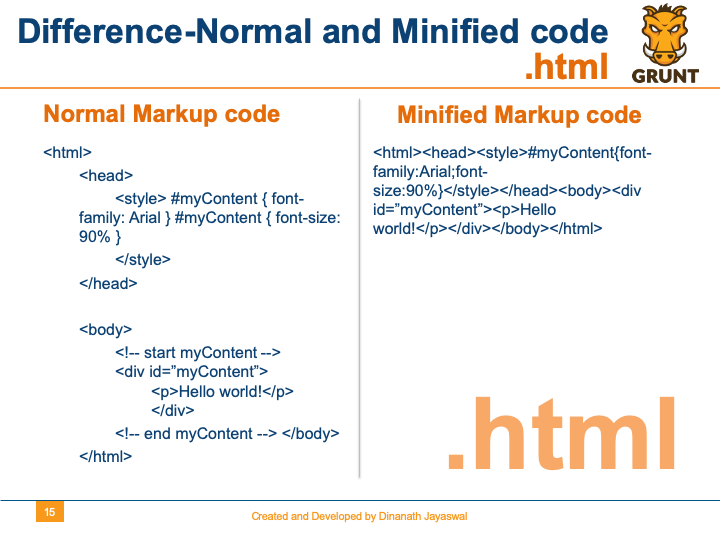 Difference-Normal and Minified code
.html
GRUNT
Normal Markup code
<html>
<head>
<style> #myContent { font-
family: Arial } #myContent { font-size:
90% }
</style>
</head>
<body>
<!-- start myContent -->
<div id=”myContent”>
<p>Hello world!</p>
</div>
<!-- end myContent --> </body>
</html>
Minified Markup code
<html><head><style>#myContent{font-
family:Arial;font-
size:90%}</style></head><body><div
id=”myContent”><p>Hello
world!</p></div></body></html>
.html
15
Created and Developed by Dinanath Jayaswal